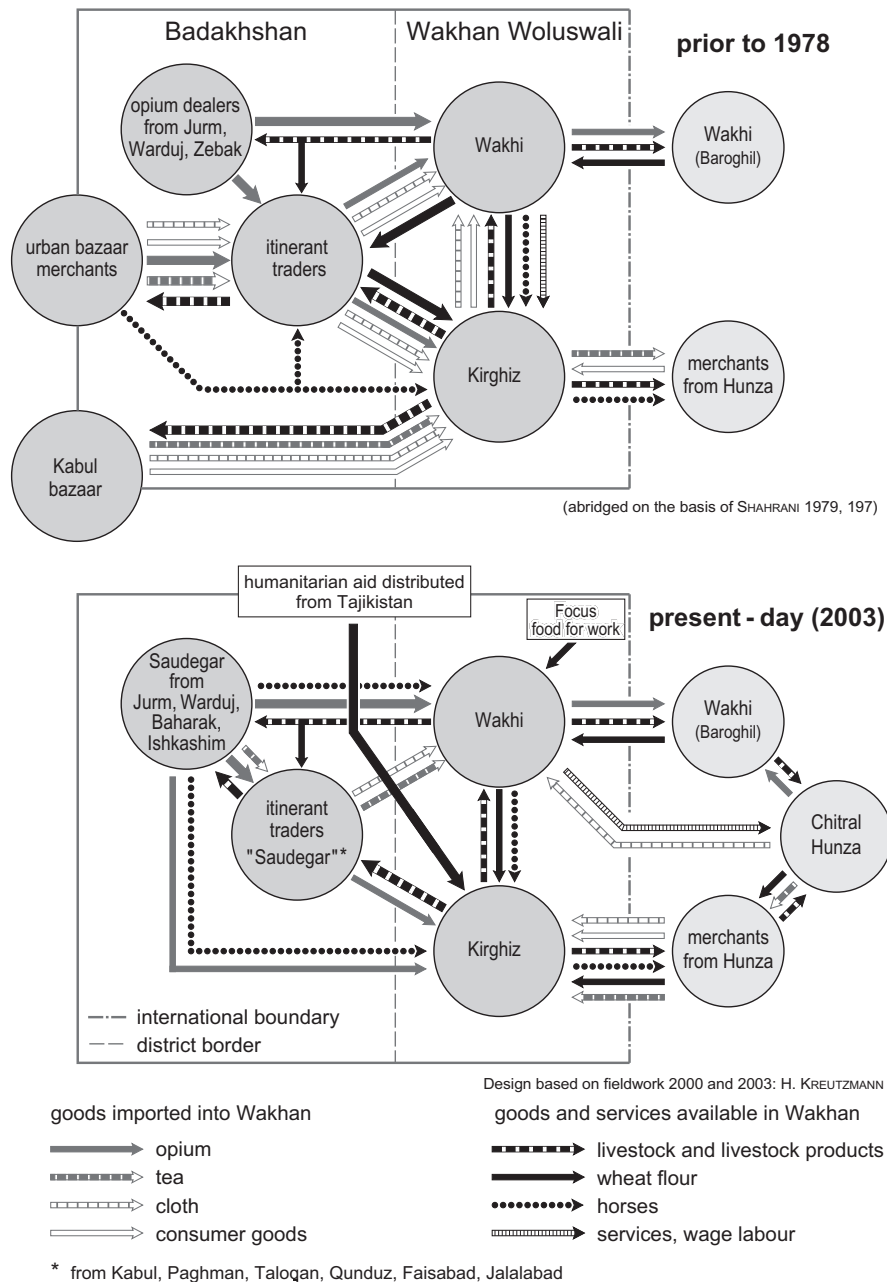 Badakhshan
Wakhan Woluswali
prior to 1978
opium dealers
from Jurm,
Warduj, Zebak
Wakhi
Wakhi
(Baroghil)
urban bazaar
merchants
itinerant
traders
Kirghiz
merchants
from Hunza
Kabul
bazaar
(abridged on the basis of SHAHRANI 1979, 197)
humanitarian aid distributed
from Tajikistan
Focus
food for work
present - day (2003)
Saudegar
from
Jurm, Warduj,
Baharak,
Ishkashim
Wakhi
Wakhi
(Baroghil)
itinerant
traders
"Saudegar"*
Chitral
Hunza
Kirghiz
merchants
from Hunza
international boundary
district border
Design based on fieldwork 2000 and 2003: H. KREUTZMANN
goods imported into Wakhan
opium
tea
cloth
consumer goods
goods and services available in Wakhan
livestock and livestock products
wheat flour
horses
services, wage labour
* from Kabul, Paghman, Taloqan, Qunduz, Faisabad, Jalalabad